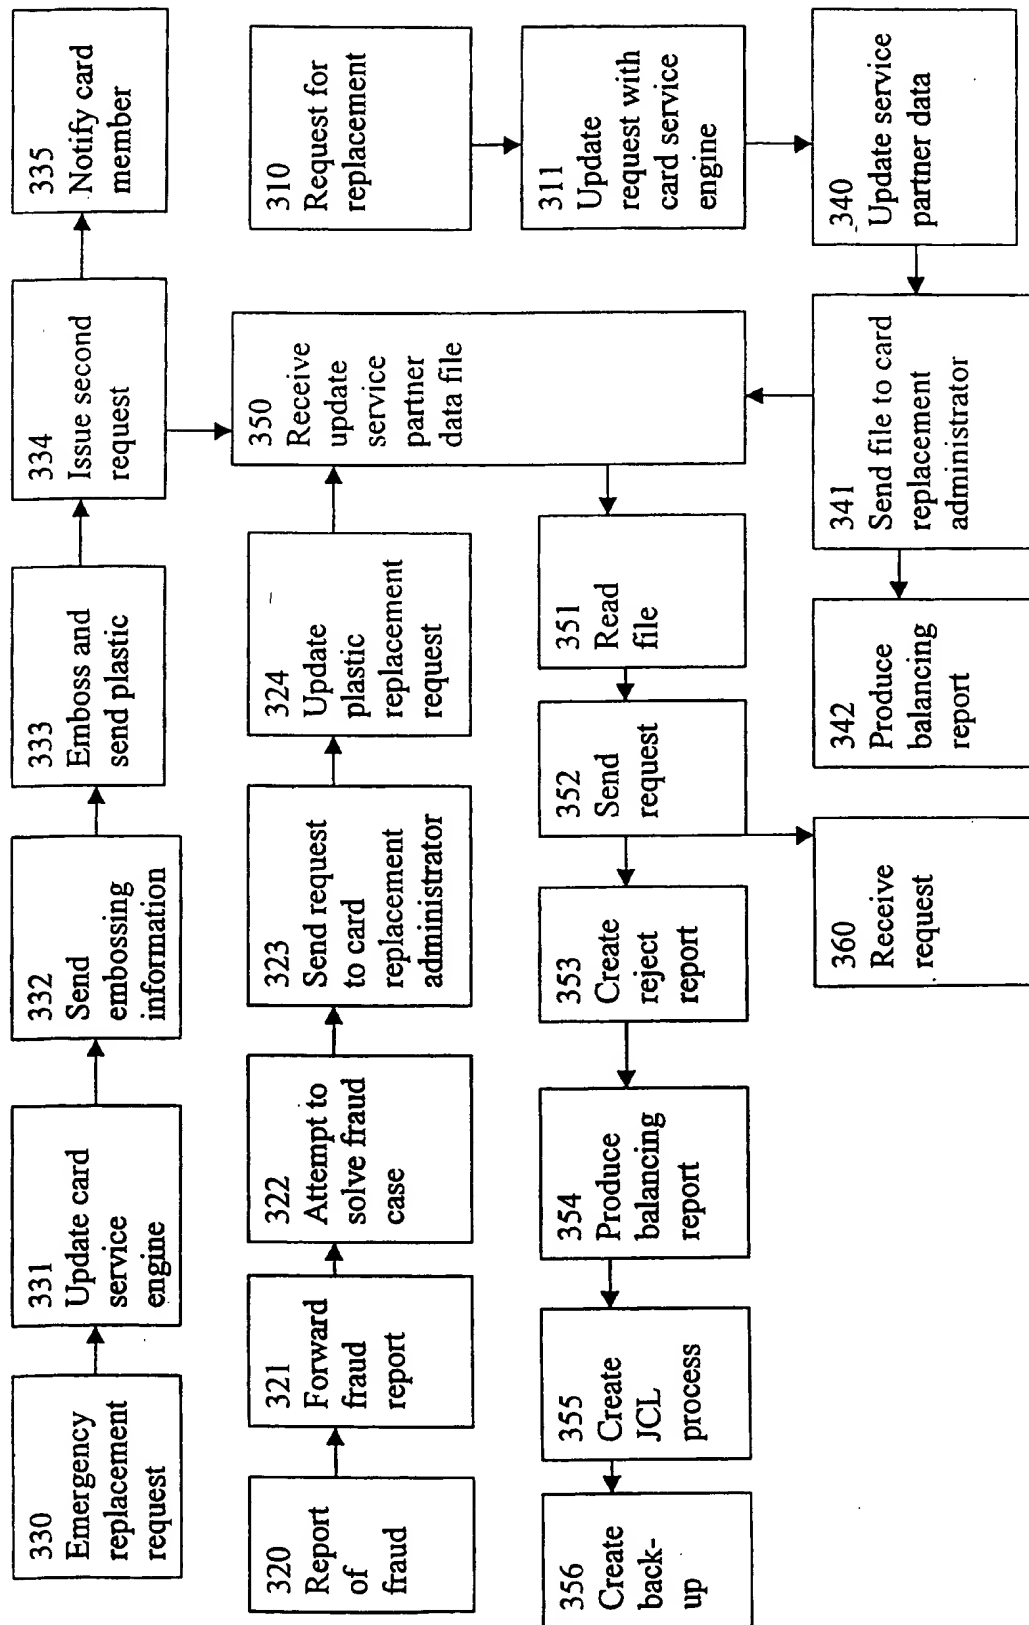 330
Emergency
replacement
request
331
Update card
service
engine
332
Send
embossing
information
333
Emboss and
send plastic
334
Issue second
request
335
Notify card
member
320
Report
of
fraud
321
Forward
fraud
report
322
Attempt to
solve fraud
case
323
Send request
to card
replacement
administrator
324
Update
plastic
replacement
request
350
Receive
update
service
partner
data file
310
Request for
replacement
311
Update
request with
card service
engine
356
Create
back-
up
355
Create
JCL
process
354
Produce
balancing
report
353
Create
reject
report
352
Send
request
351
Read
file
360
Receive
request
342
Produce
balancing
report
341
Send file to card
replacement
administrator
340
Update service
partner data